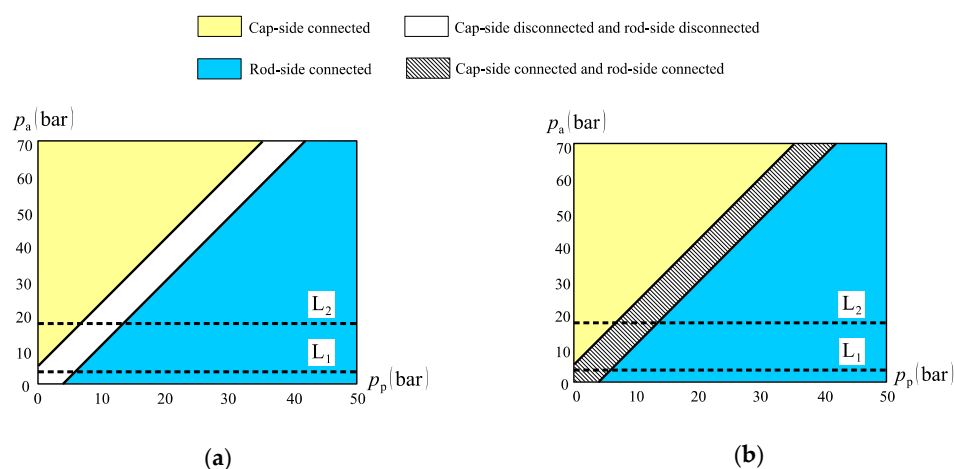 Cap-side connected
Cap-side disconnected and rod-side disconnected
Rod-side connected
Cap-side connected and rod-side connected
pa(bar)
70
60
50
40
30
20
10
0
L2
L1
0 10 20 30 40 50
pp(bar)
(a)
pa(bar)
70
60
50
40
30
20
10
0
L2
L1
0 10 20 30 40 50
pp(bar)
(b)